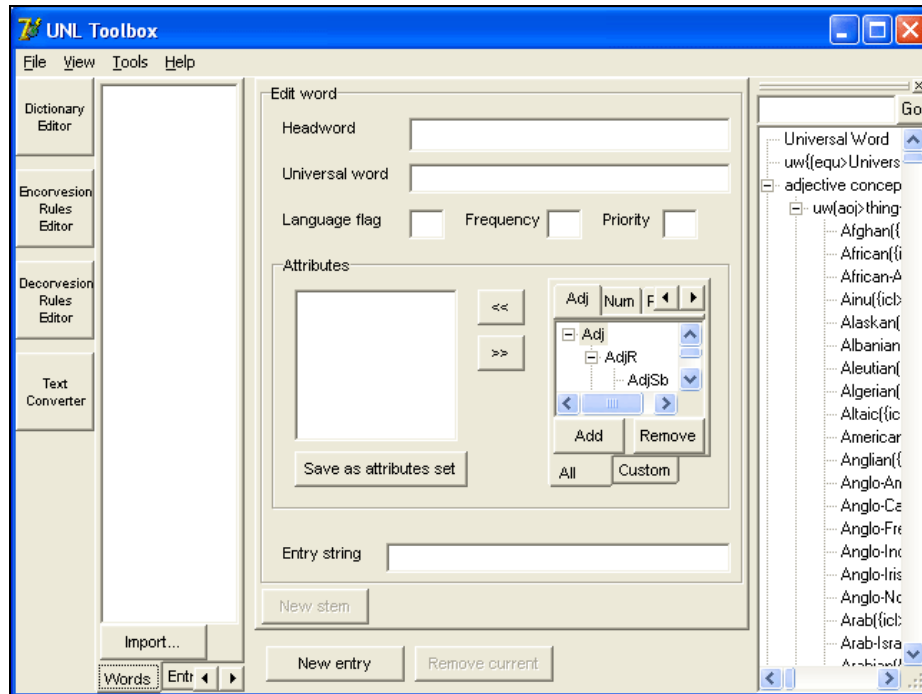 UNL Toolbox
File View Tools Help
Dictionary
Editor
Encorvesion
Rules
Editor
Decorvesion
Rules
Editor
Text
Converter
Import...
Words Entr
Edit word
Headword
Universal word
Language flag Frequency Priority
Attributes
<<
>>
Save as attributes set
Adj Num F
Adj
AdjR
AdjSb
Add Remove
All Custom
Entry string
New stem
New entry Remove current
Go
Universal Word
uw{(equ>Univers
adjective concep
uw(aoj>thing
Afghan({
African({i
African-A
Ainu({icl>
Alaskan(
Albanian
Aleutian(
Algerian(
Altaic({ic
American
Anglian({
Anglo-An
Anglo-Ca
Anglo-Fre
Anglo-Ind
Anglo-Iris
Anglo-No
Arab({icl>
Arab-Isra
Arabian({